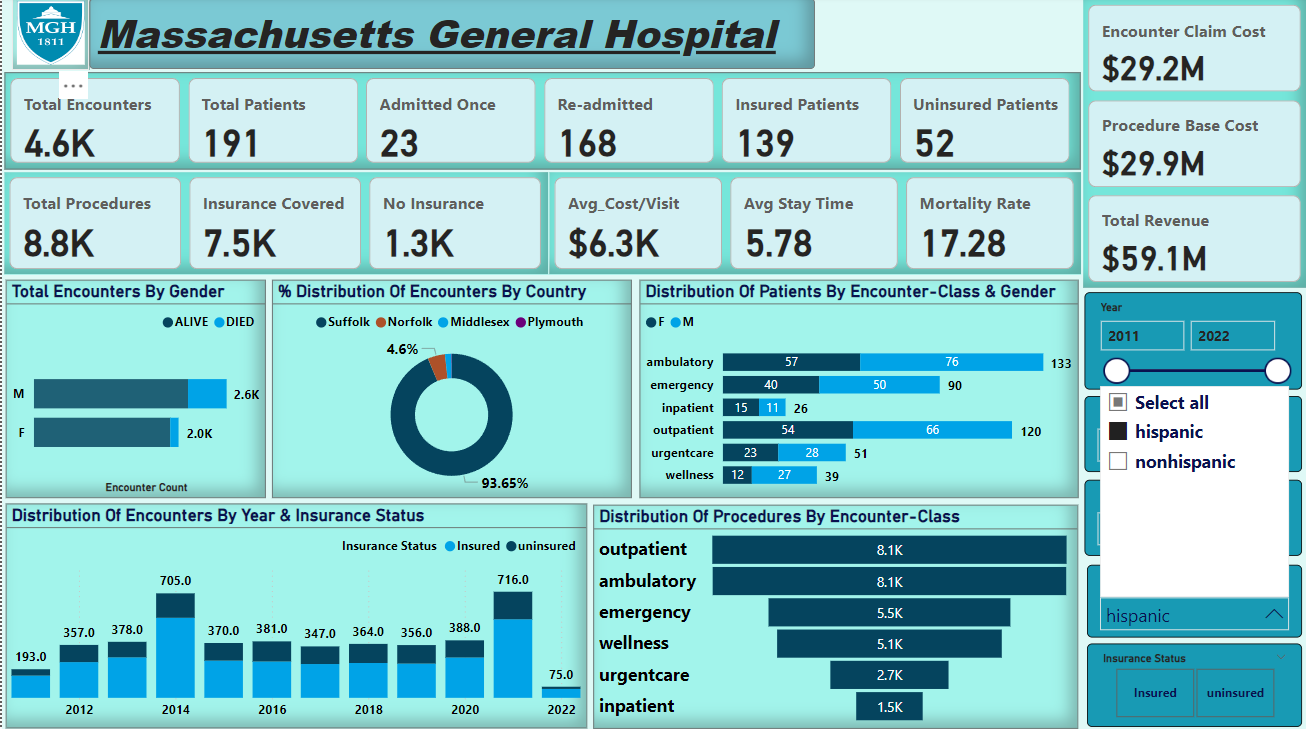 MGH
1811
Massachusetts General Hospital
...
Total Encounters
4.6K
Total Patients
191
Admitted Once
23
Re-admitted
168
Insured Patients
139
Uninsured Patients
52
Encounter Claim Cost
$29.2M
Procedure Base Cost
$29.9M
Total Revenue
$59.1M
Total Procedures
8.8K
Insurance Covered
7.5K
No Insurance
1.3K
Avg_Cost/Visit
$6.3K
Avg Stay Time
5.78
Mortality Rate
17.28
Total Encounters By Gender
ALIVE DIED
M 2.6K
F 2.0K
Encounter Count
% Distribution Of Encounters By Country
Suffolk Norfolk Middlesex Plymouth
4.6%
93.65%
Distribution Of Patients By Encounter-Class & Gender
F M
ambulatory 57 76 133
emergency 40 50 90
inpatient 15 11 26
outpatient 54 66 120
urgentcare 23 28 51
wellness 12 27 39
Year
2011 2022
Select all
hispanic
nonhispanic
hispanic
Insurance Status
Insured uninsured
Distribution Of Encounters By Year & Insurance Status
Insurance Status Insured uninsured
193.0 357.0 378.0 705.0 370.0 381.0 347.0 364.0 356.0 388.0 716.0 75.0
2012 2014 2016 2018 2020 2022
Distribution Of Procedures By Encounter-Class
outpatient 8.1K
ambulatory 8.1K
emergency 5.5K
wellness 5.1K
urgentcare 2.7K
inpatient 1.5K